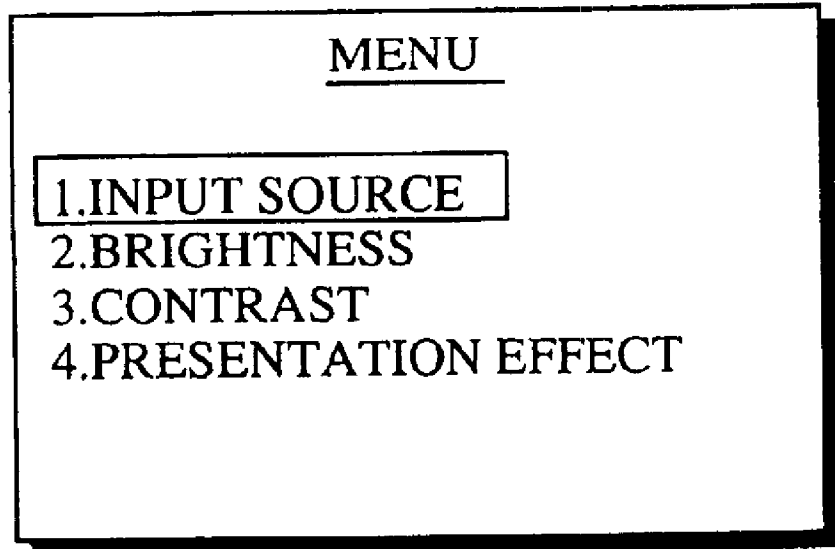 MENU
1.INPUT SOURCE
2.BRIGHTNESS
3.CONTRAST
4.PRESENTATION EFFECT